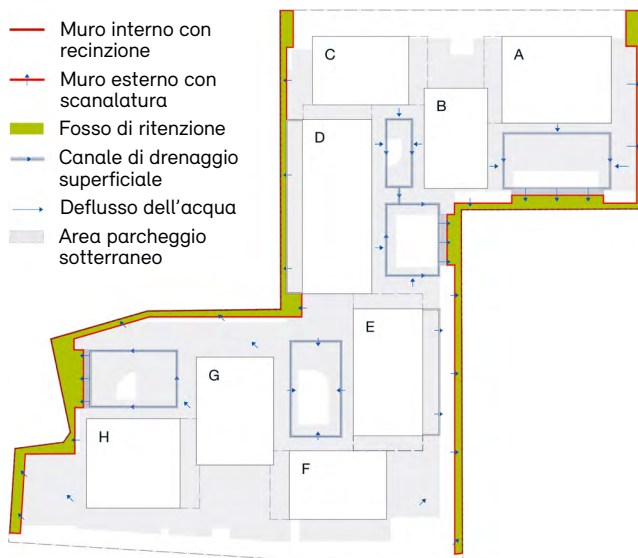 Muro interno con
recinzione
Muro esterno con
scanalatura
Fosso di ritenzione
Canale di drenaggio
superficiale
Deflusso dell'acqua
Area parcheggio
sotterraneo
C
A
B
D
E
G
H
F